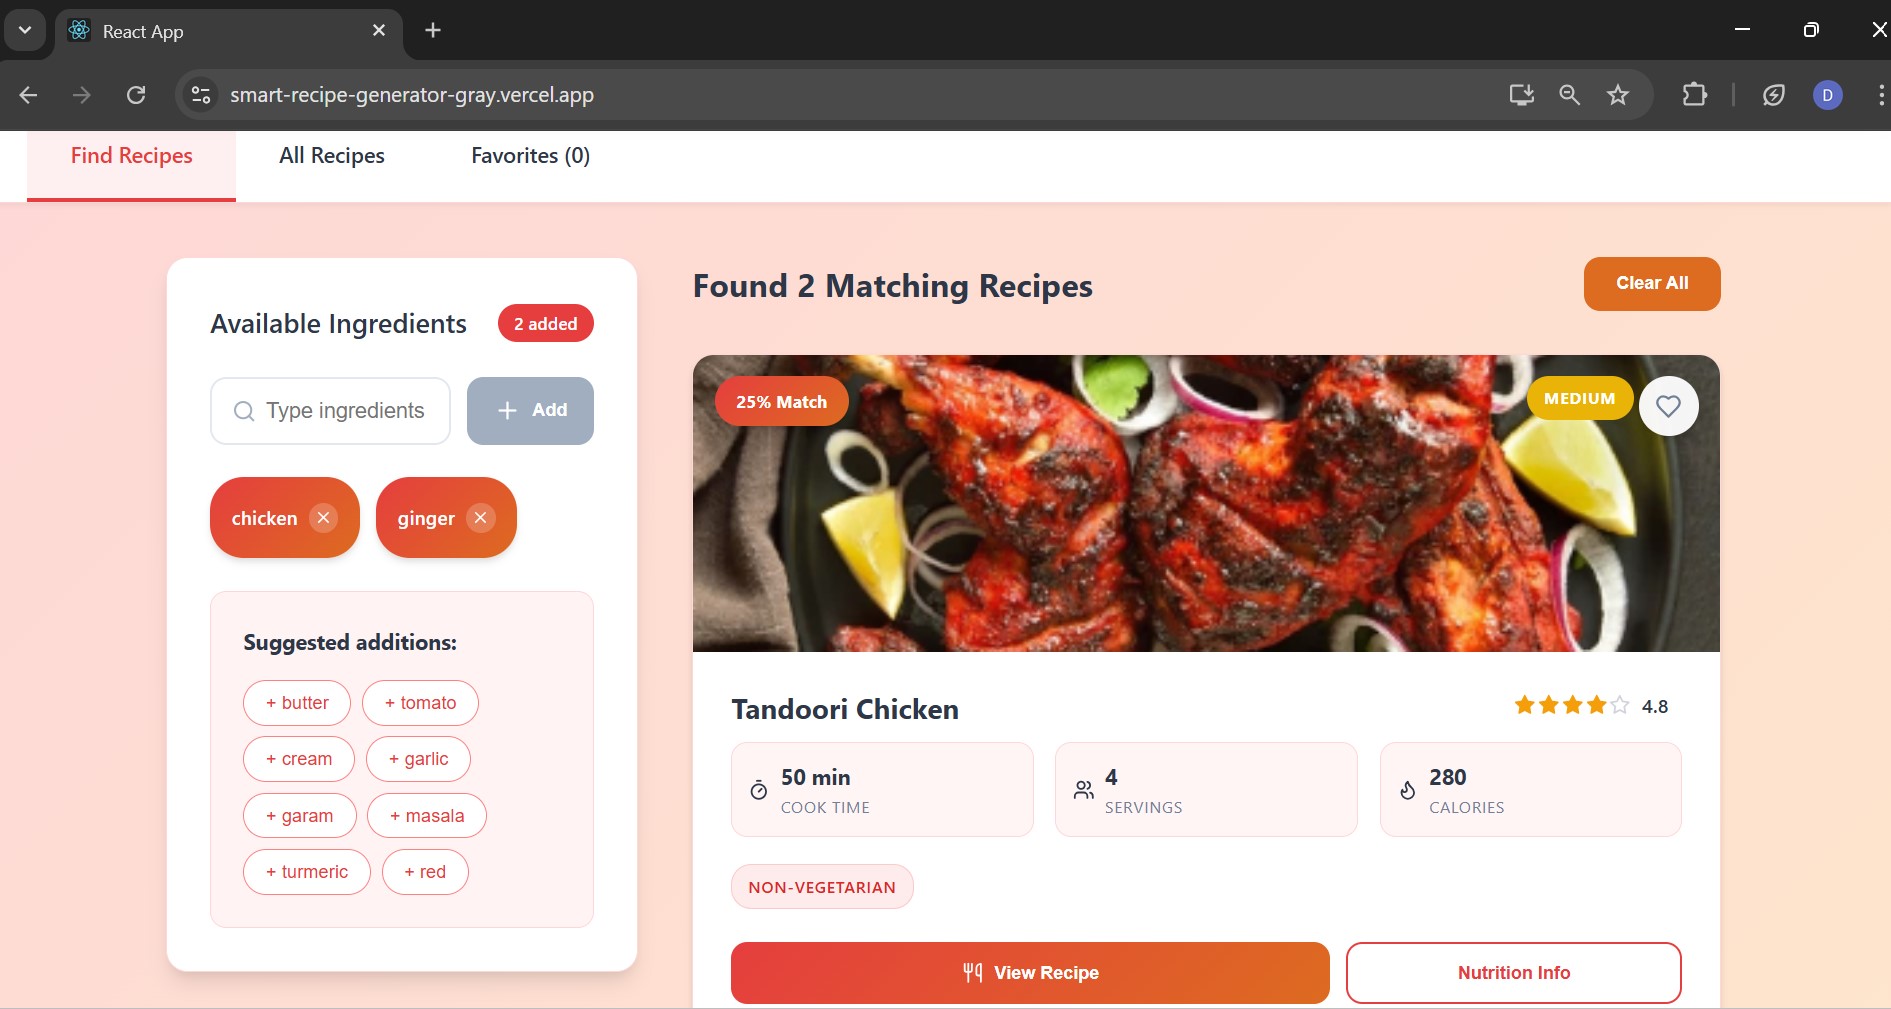 React App
smart-recipe-generator-gray.vercel.app
D
Find Recipes
All Recipes
Favorites (0)
Available Ingredients
2 added
Type ingredients
Add
chicken
ginger
Suggested additions:
+ butter
+ tomato
+ cream
+ garlic
+ garam
+ masala
+ turmeric
+ red
Found 2 Matching Recipes
Clear All
25% Match
MEDIUM
Tandoori Chicken
4.8
50 min
COOK TIME
4
SERVINGS
280
CALORIES
NON-VEGETARIAN
View Recipe
Nutrition Info